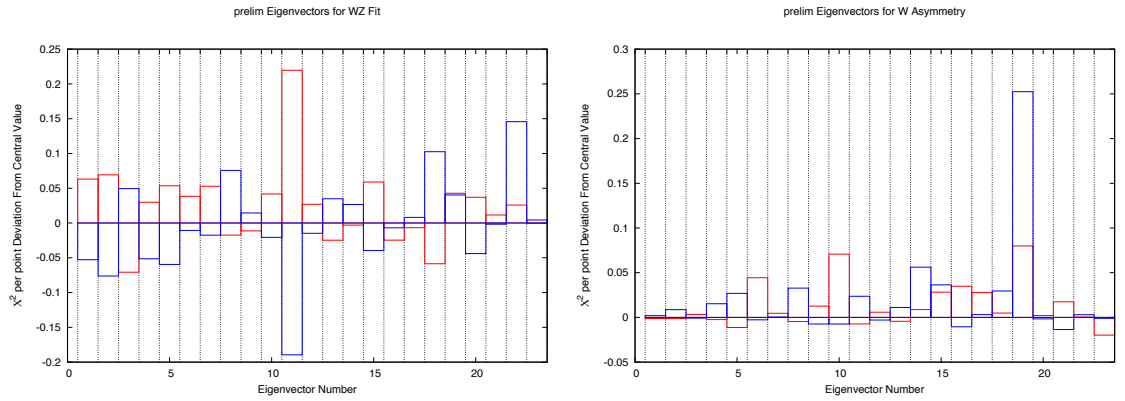 prelim Eigenvectors for WZ Fit
0.25
0.2
0.15
0.1
0.05
0
-0.05
-0.1
-0.15
-0.2
0 5 10 15 20
Χ² per point Deviation From Central Value
Eigenvector Number
prelim Eigenvectors for W Asymmetry
0.3
0.25
0.2
0.15
0.1
0.05
0
-0.05
0 5 10 15 20
Χ² per point Deviation From Central Value
Eigenvector Number